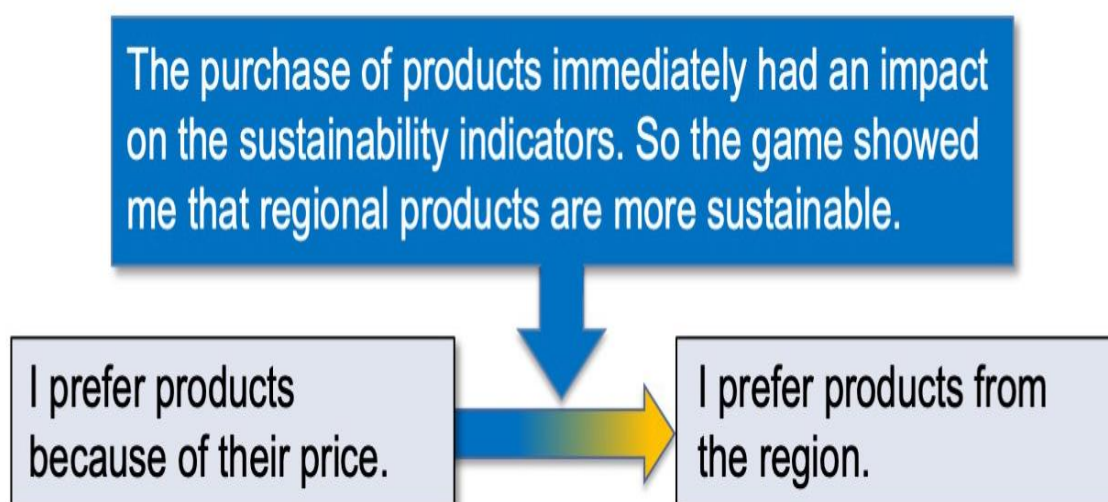 The purchase of products immediately had an impact
on the sustainability indicators. So the game showed
me that regional products are more sustainable.
I prefer products
because of their price.
I prefer products from
the region.